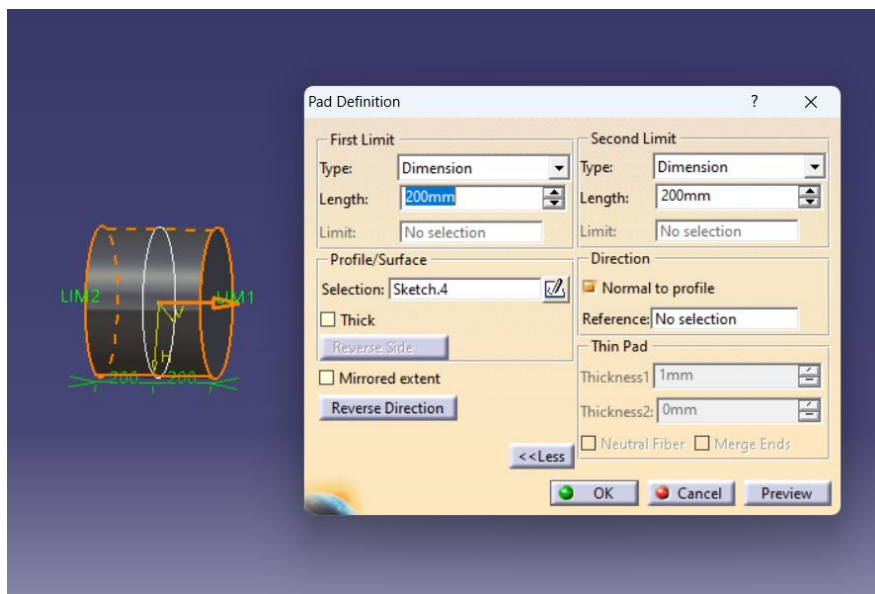 Pad Definition
?
First Limit
Type: Dimension
Length: 200mm
Limit: No selection
Second Limit
Type: Dimension
Length: 200mm
Limit: No selection
Profile/Surface
Selection: Sketch.4
Thick
Reverse Side
Mirrored extent
Reverse Direction
Direction
Normal to profile
Reference: No selection
Thin Pad
Thickness1 1mm
Thickness2: 0mm
Neutral Fiber
Merge Ends
<<Less
OK
Cancel
Preview
LIM2
LIM1
V
H
200
200